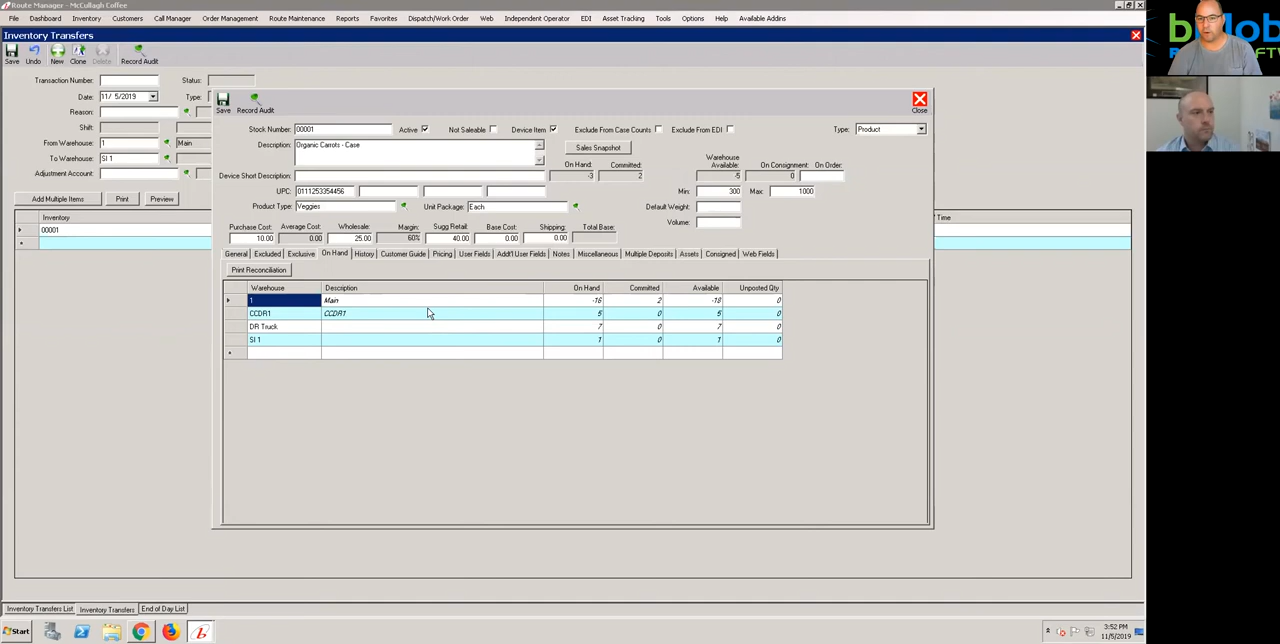 Route Manager - McCullagh Coffee
File Dashboard Inventory Customers Call Manager Order Management Route Maintenance Reports Favorites Dispatch/Work Order Web Independent Operator EDI Asset Tracking Tools Options Help Available Addins
Inventory Transfers
Save Undo New Clone Delete Record Audit
Transaction Number: Status:
Date: 11/ 5/2019 Type:
Reason:
Shift:
From Warehouse: 1 Main
To Warehouse: SI 1
Adjustment Account:
Add Multiple Items Print Preview
Inventory
00001
Time
Save Record Audit Close
Stock Number: 00001 Active Not Saleable Device Item Exclude From Case Counts Exclude From EDI Type: Product
Description: Organic Carrots - Case
Sales Snapshot
On Hand: Committed: Warehouse Available: On Consignment: On Order:
Device Short Description: -3 2 -5 0
UPC: 0111253354456 Min: 300 Max: 1000
Product Type: Veggies Unit Package: Each Default Weight:
Volume:
Purchase Cost: Average Cost: Wholesale: Margin: Sugg Retail: Base Cost: Shipping: Total Base:
10.00 0.00 25.00 60% 40.00 0.00 0.00
General Excluded Exclusive On Hand History Customer Guide Pricing User Fields Addt'l User Fields Notes Miscellaneous Multiple Deposits Assets Consigned Web Fields
Print Reconciliation
Warehouse Description On Hand Committed Available Unposted Qty
1 Main -16 2 -18 0
CCDR1 CCDR1 5 0 5 0
DR Truck 7 0 7 0
SI 1 1 0 1 0
Inventory Transfers List Inventory Transfers End of Day List
Start
3:52 PM
11/5/2019